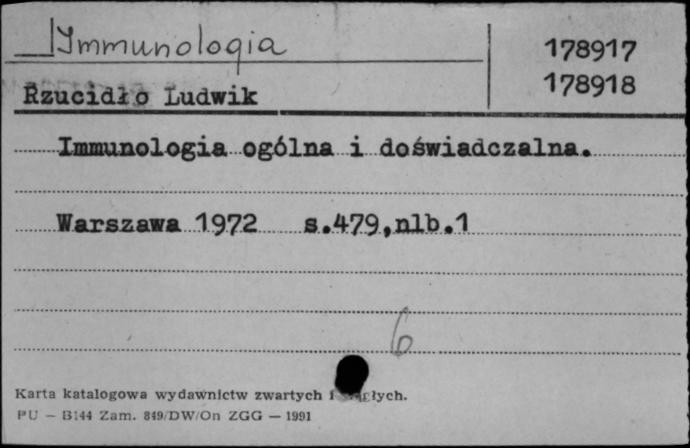 Immunologia
178917
178918
Rzucidło Ludwik
Immunologia ogólna i doświadczalna.
Warszawa 1972 s.479,nlb.1
6
Karta katalogowa wydawnictw zwartych i
PU — B144 Zam. 849/DW/On ZGG — 1991